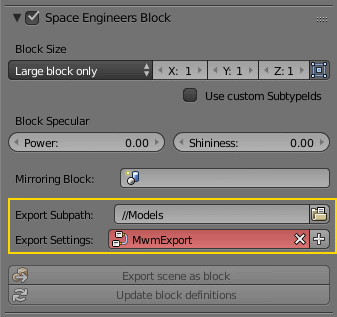 Space Engineers Block
Block Size
Large block only X: 1 Y: 1 Z: 1
Use custom SubtypeIds
Block Specular
Power: 0.00 Shininess: 0.00
Mirroring Block:
Export Subpath: //Models
Export Settings: MwmExport
Export scene as block
Update block definitions